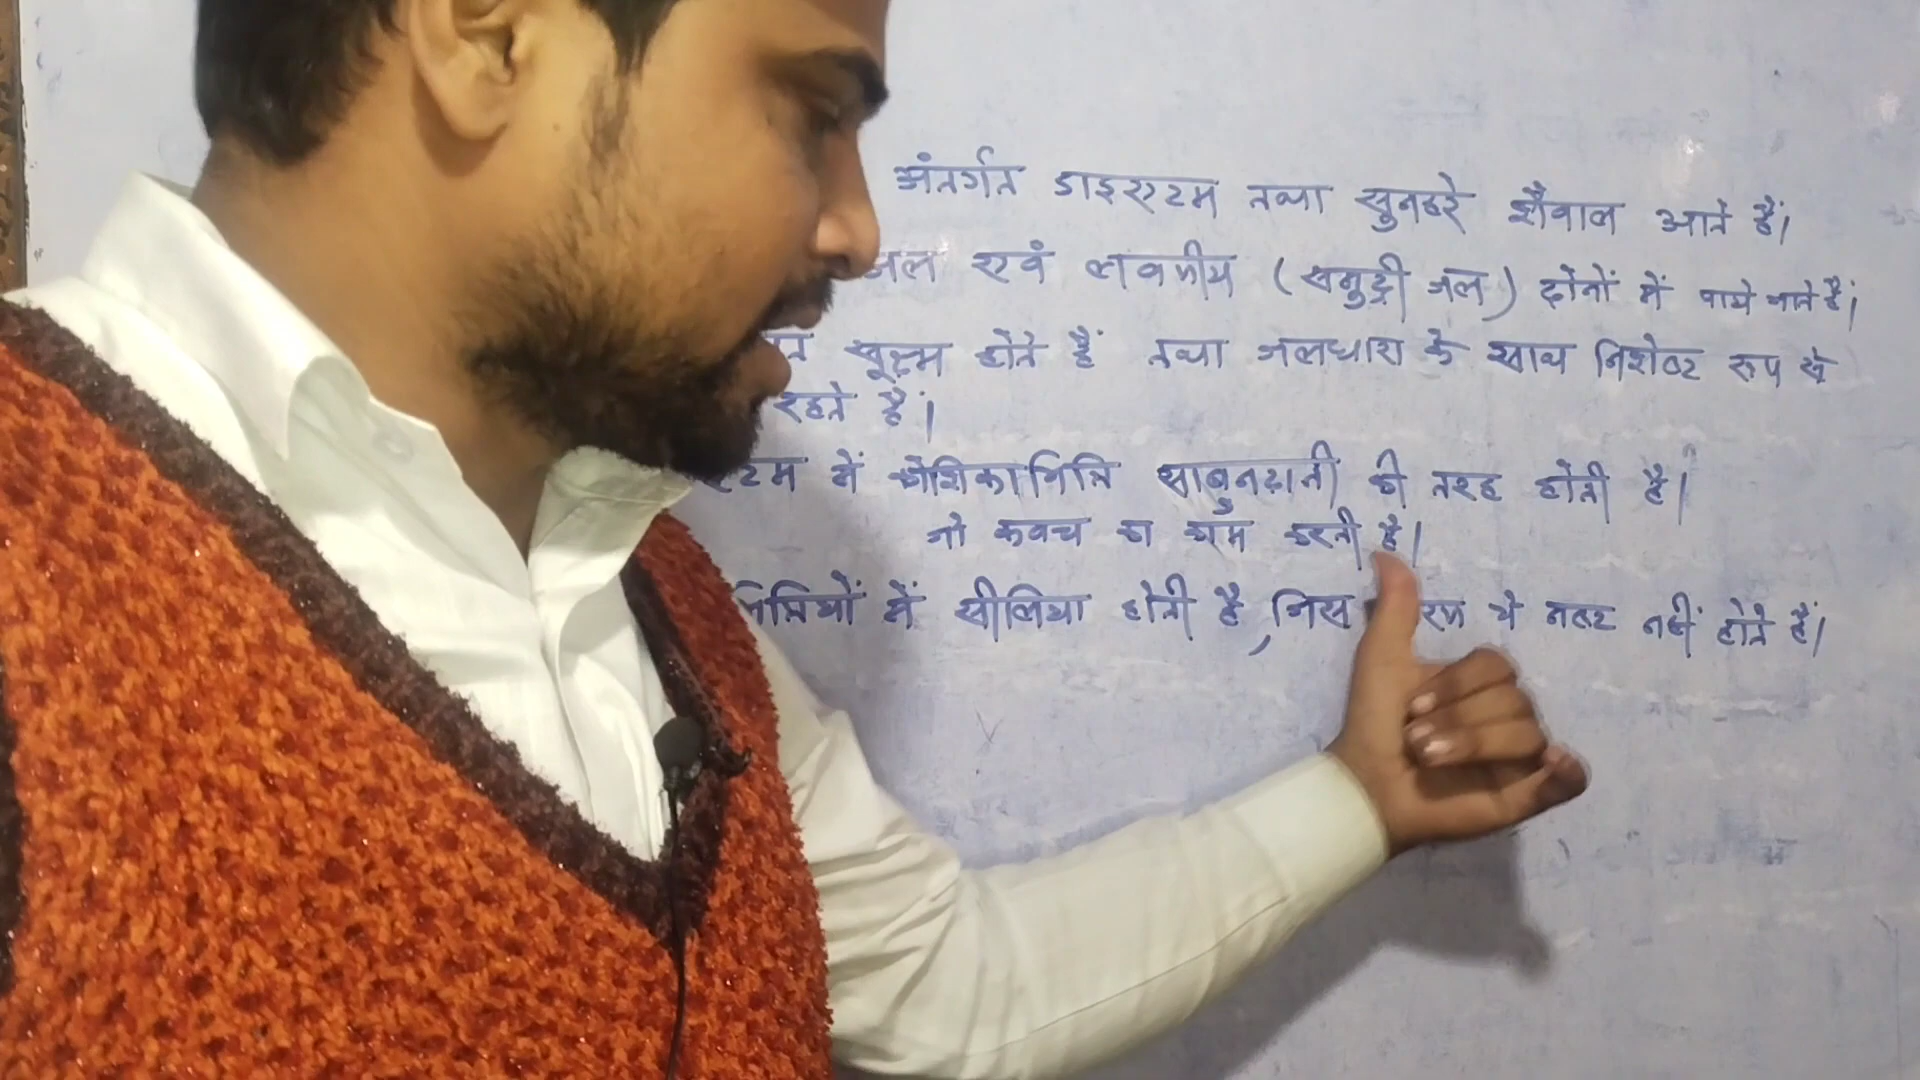 अंतर्गत डाइएटम तथा सुनहरे शैवाल आते हैं।
जल एवं लवणीय (समुद्री जल) दोनों में पाये जाते हैं।
सूक्ष्म होते हैं तथा जलधारा के साथ निश्चेष्ट रूप से
रहते हैं।
में कोशिकाभित्ति साबुनदानी की तरह होती है।
जो कवच का काम करती है।
में सीलिया होती है, जिस ये नष्ट नहीं होते हैं।